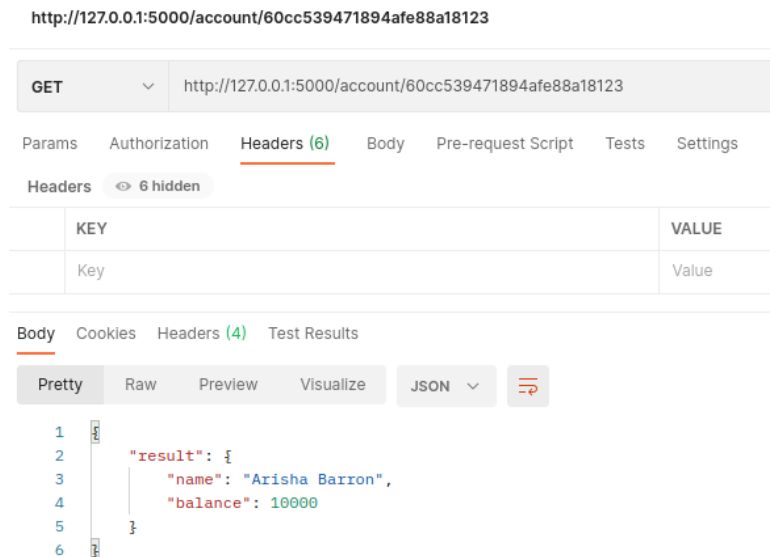 http://127.0.0.1:5000/account/60cc539471894afe88a18123
GET http://127.0.0.1:5000/account/60cc539471894afe88a18123
Params Authorization Headers (6) Body Pre-request Script Tests Settings
Headers 6 hidden
KEY VALUE
Key Value
Body Cookies Headers (4) Test Results
Pretty Raw Preview Visualize JSON
1 {
2 "result": {
3 "name": "Arisha Barron",
4 "balance": 10000
5 }
6 }